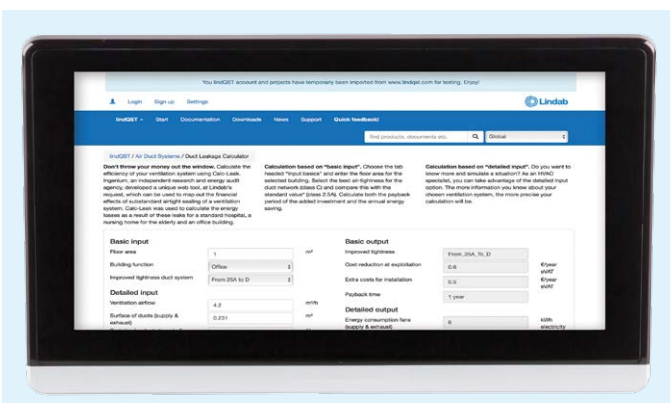 You lindQST account and projects have temporary been imported from www.lindqst.com for testing. Enjoy!
Login Sign up Settings
Lindab
lindQST Start Documentation Downloads News Support Quick feedback!
find products, documents etc. Global
lindQST / Air Duct Systems / Duct Leakage Calculator
Don't throw your money out the window. Calculate the
efficiency of your ventilation system using Calc-Leak.
Ingenium, an independent research and energy audit
agency, developed a unique web tool, at Lindab's
request, which can be used to map out the financial
effects of substandard airtight sealing of a ventilation
system. Calc-Leak was used to calculate the energy
losses as a result of these leaks for a standard hospital, a
nursing home for the elderly and an office building.
Calculation based on "basic input". Choose the tab
headed "Input basics" and enter the floor area for the
selected building. Select the best air-tightness for the
duct network (class C) and compare this with the
standard value" (class 2.5A). Calculate both the payback
period of the added investment and the annual energy
saving.
Calculation based on "detailed input". Do you want to
know more and simulate a situation? As an HVAC
specialist, you can take advantage of the detailed input
option. The more information you know about your
chosen ventilation system, the more precise your
calculation will be.
Basic input
Floor area 1 m²
Building function Office
Improved tightness duct system From 25A to D
Detailed input
Ventilation airflow 4.2 m³/h
Surface of ducts (supply &
exhaust) 0.231 m²
Basic output
Improved tightness From_25A_To_D
Cost reduction at exploitation 0.6 €/year
exVAT
Extra costs for installation 0.5 €/year
exVAT
Payback time 1 year
Detailed output
Energy consumption fans
(supply & exhaust) 6 kWh
electricity